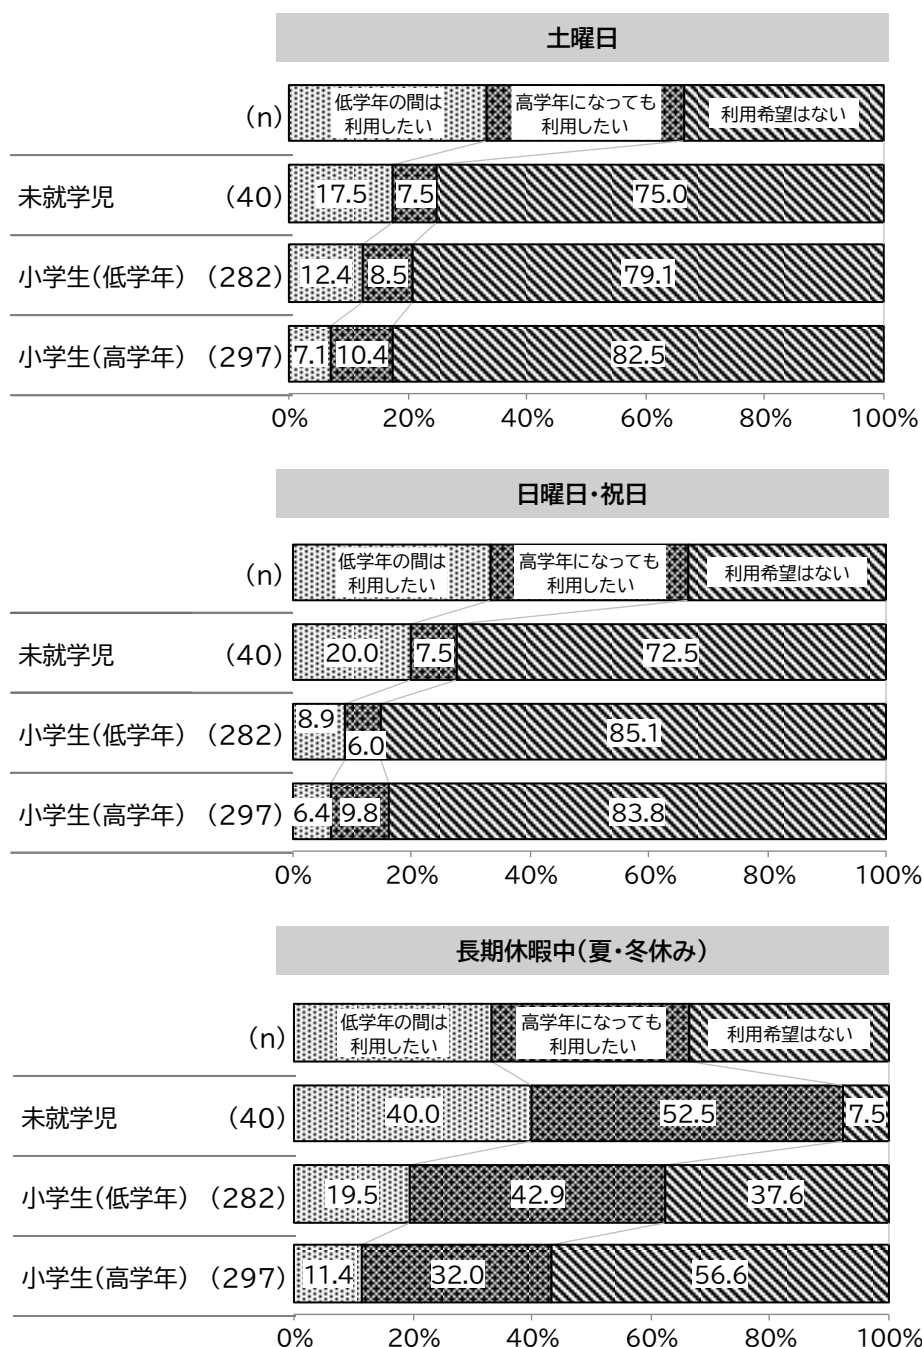 土曜日
(n)
低学年の間は
利用したい
高学年になっても
利用したい
利用希望はない
未就学児 (40) 17.5 7.5 75.0
小学生(低学年) (282) 12.4 8.5 79.1
小学生(高学年) (297) 7.1 10.4 82.5
0% 20% 40% 60% 80% 100%
日曜日・祝日
(n)
低学年の間は
利用したい
高学年になっても
利用したい
利用希望はない
未就学児 (40) 20.0 7.5 72.5
小学生(低学年) (282) 8.9 6.0 85.1
小学生(高学年) (297) 6.4 9.8 83.8
0% 20% 40% 60% 80% 100%
長期休暇中(夏・冬休み)
(n)
低学年の間は
利用したい
高学年になっても
利用したい
利用希望はない
未就学児 (40) 40.0 52.5 7.5
小学生(低学年) (282) 19.5 42.9 37.6
小学生(高学年) (297) 11.4 32.0 56.6
0% 20% 40% 60% 80% 100%